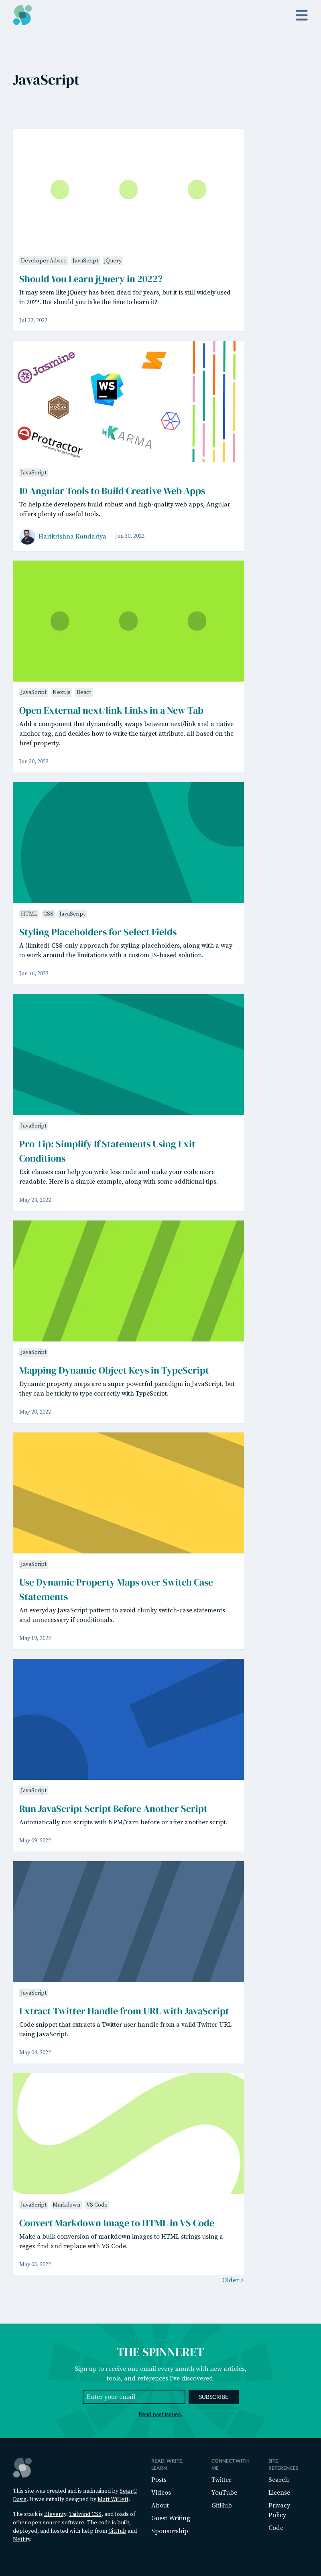 JavaScript
Developer Advice JavaScript jQuery
Should You Learn jQuery in 2022?
It may seem like jQuery has been dead for years, but it is still widely used
in 2022. But should you take the time to learn it?
Jul 22, 2022
Jasmine
WS
MOCHA
KARMA
Protractor
JavaScript
10 Angular Tools to Build Creative Web Apps
To help the developers build robust and high-quality web apps, Angular
offers plenty of useful tools.
Harikrishna Kundariya
Jun 30, 2022
JavaScript Next.js React
Open External next/link Links in a New Tab
Add a component that dynamically swaps between next/link and a native
anchor tag, and decides how to write the target attribute, all based on the
href property.
Jun 30, 2022
HTML CSS JavaScript
Styling Placeholders for Select Fields
A (limited) CSS-only approach for styling placeholders, along with a way
to work around the limitations with a custom JS-based solution.
Jun 16, 2022
JavaScript
Pro Tip: Simplify If Statements Using Exit
Conditions
Exit clauses can help you write less code and make your code more
readable. Here is a simple example, along with some additional tips.
May 24, 2022
JavaScript
Mapping Dynamic Object Keys in TypeScript
Dynamic property maps are a super powerful paradigm in JavaScript, but
they can be tricky to type correctly with TypeScript.
May 20, 2022
JavaScript
Use Dynamic Property Maps over Switch Case
Statements
An everyday JavaScript pattern to avoid clunky switch-case statements
and unnecessary if conditionals.
May 19, 2022
JavaScript
Run JavaScript Script Before Another Script
Automatically run scripts with NPM/Yarn before or after another script.
May 09, 2022
JavaScript
Extract Twitter Handle from URL with JavaScript
Code snippet that extracts a Twitter user handle from a valid Twitter URL
using JavaScript.
May 04, 2022
JavaScript Markdown VS Code
Convert Markdown Image to HTML in VS Code
Make a bulk conversion of markdown images to HTML strings using a
regex find and replace with VS Code.
May 03, 2022
Older >
THE SPINNERET
Sign up to receive one email every month with new articles,
tools, and references I've discovered.
Enter your email
SUBSCRIBE
Read past issues.
This site was created and is maintained by Sean C
Davis. It was initially designed by Matt Willett.
The stack is Eleventy, Tailwind CSS, and loads of
other open-source software. The code is built,
deployed, and hosted with help from GitHub and
Netlify.
READ, WRITE,
LEARN
Posts
Videos
About
Guest Writing
Sponsorship
CONNECT WITH
ME
Twitter
YouTube
GitHub
SITE
REFERENCES
Search
License
Privacy
Policy
Code